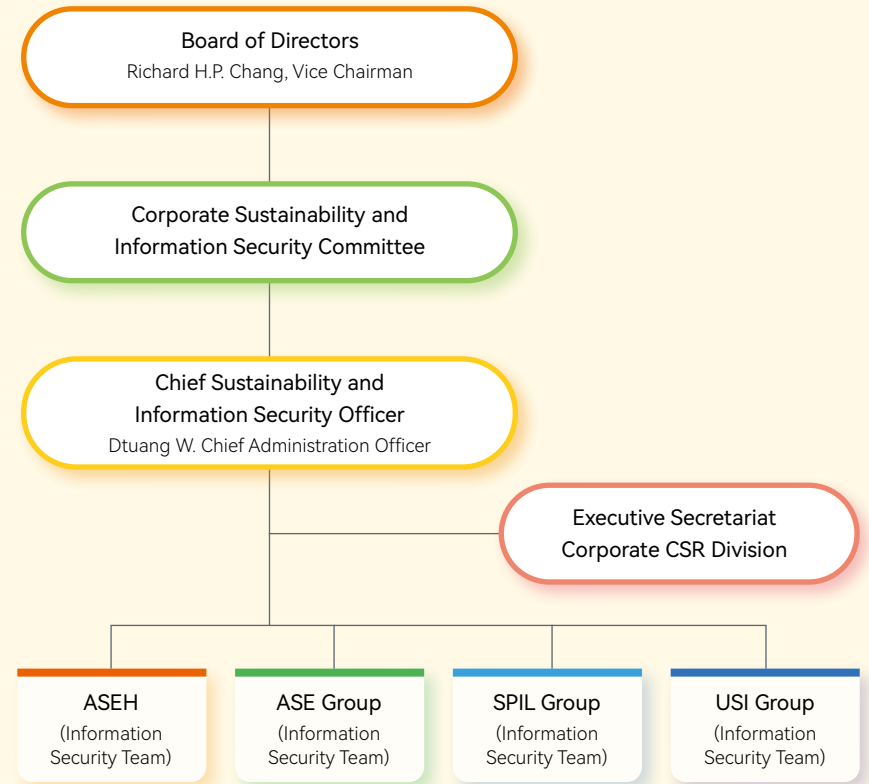 Board of Directors
Richard H.P. Chang, Vice Chairman
Corporate Sustainability and
Information Security Committee
Chief Sustainability and
Information Security Officer
Dtuang W. Chief Administration Officer
Executive Secretariat
Corporate CSR Division
ASEH
(Information
Security Team)
ASE Group
(Information
Security Team)
SPIL Group
(Information
Security Team)
USI Group
(Information
Security Team)